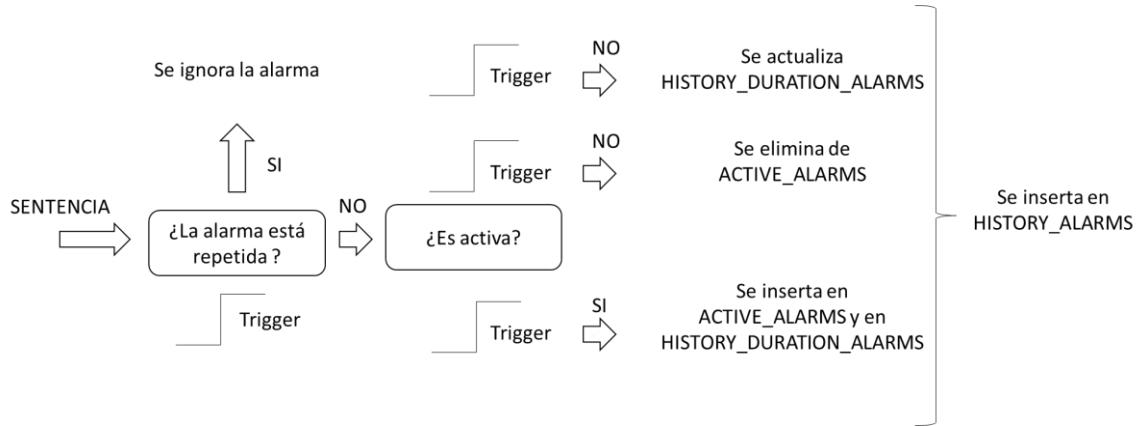 Se ignora la alarma
SI
SENTENCIA
¿La alarma está
repetida ?
Trigger
NO
¿Es activa?
Trigger
NO
Se actualiza
HISTORY_DURATION_ALARMS
Trigger
NO
Se elimina de
ACTIVE_ALARMS
Trigger
SI
Se inserta en
ACTIVE_ALARMS y en
HISTORY_DURATION_ALARMS
Se inserta en
HISTORY_ALARMS